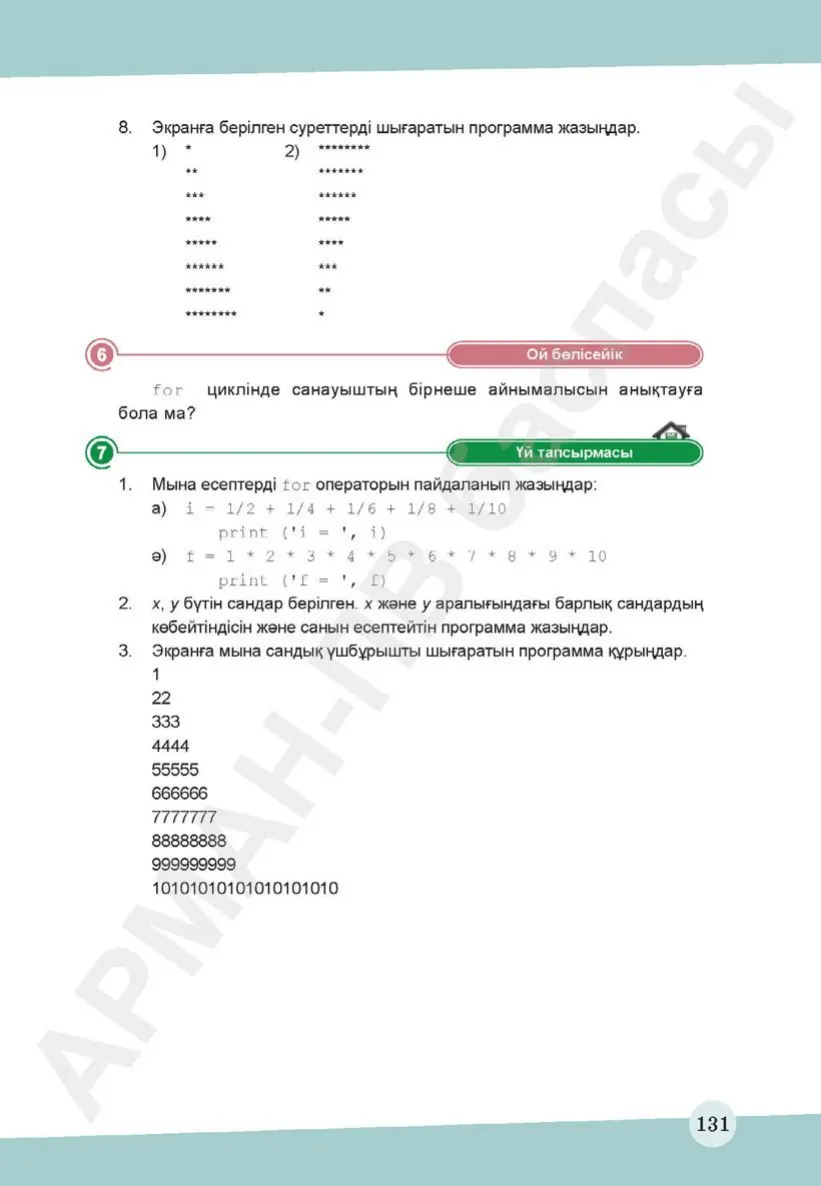 8. Экранға берілген суреттерді шығаратын программа жазыңдар.
1) * 2) ********
** *******
*** ******
**** *****
***** ****
****** ***
******* **
******** *
6 Ой бөлісейік
for циклінде санауыштың бірнеше айнымалысын анықтауға
бола ма?
7 Үй тапсырмасы
1. Мына есептерді for операторын пайдаланып жазыңдар:
а) i = 1/2 + 1/4 + 1/6 + 1/8 + 1/10
print ('i = ', i)
ә) f = 1 * 2 * 3 * 4 * 5 * 6 * 7 * 8 * 9 * 10
print ('f = ', f)
2. x, y бүтін сандар берілген. x және y аралығындағы барлық сандардың
көбейтіндісін және санын есептейтін программа жазыңдар.
3. Экранға мына сандық үшбұрышты шығаратын программа құрыңдар.
1
22
333
4444
55555
666666
7777777
88888888
999999999
10101010101010101010
АРМАН-ПВ баспасы
131